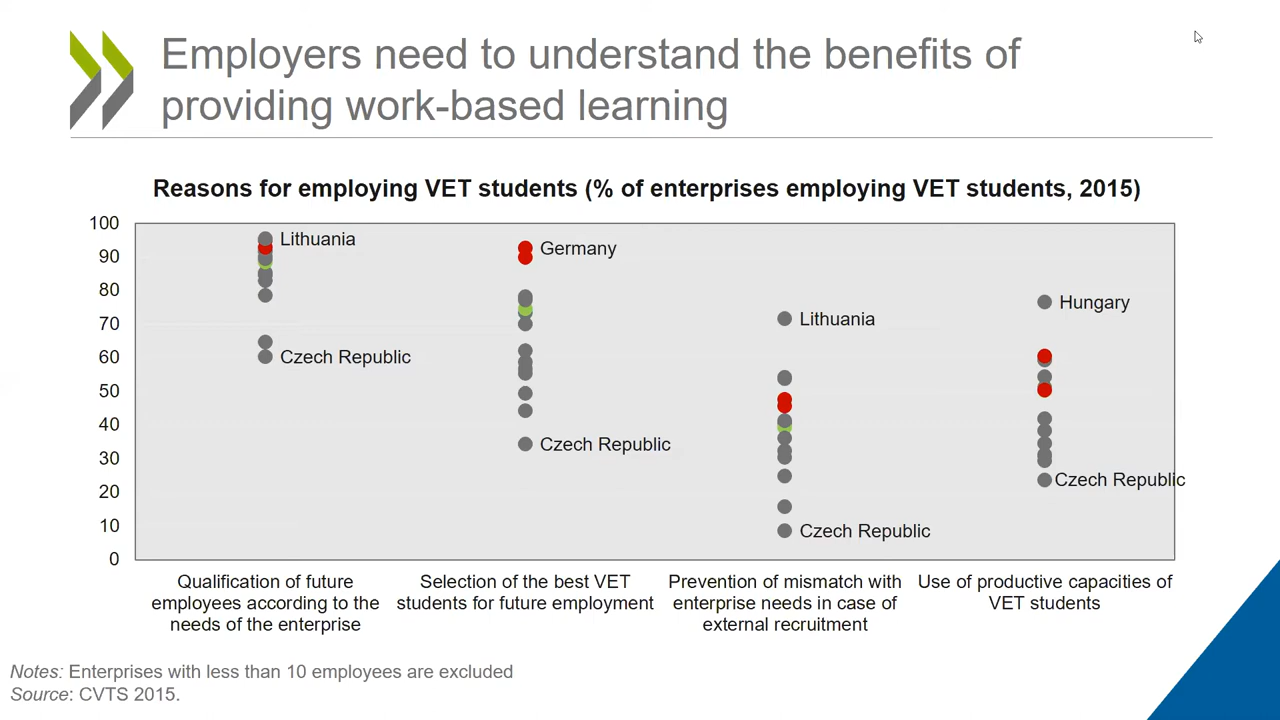 Employers need to understand the benefits of
providing work-based learning
Reasons for employing VET students (% of enterprises employing VET students, 2015)
100
90
80
70
60
50
40
30
20
10
0
Lithuania
Czech Republic
Germany
Czech Republic
Lithuania
Czech Republic
Hungary
Czech Republic
Qualification of future
employees according to the
needs of the enterprise
Selection of the best VET
students for future employment
Prevention of mismatch with
enterprise needs in case of
external recruitment
Use of productive capacities of
VET students
Notes: Enterprises with less than 10 employees are excluded
Source: CVTS 2015.